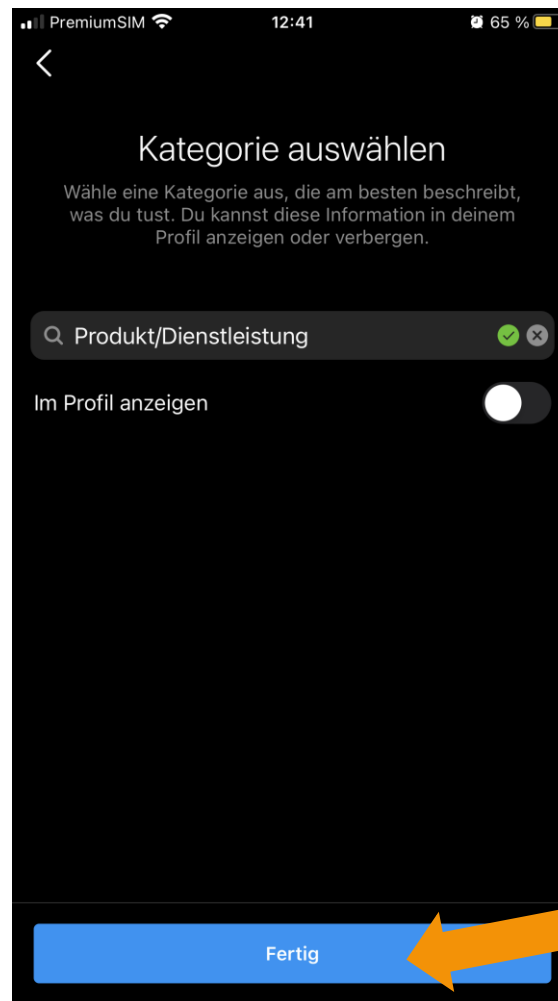 PremiumSIM 12:41 65 %
Kategorie auswählen
Wähle eine Kategorie aus, die am besten beschreibt,
was du tust. Du kannst diese Information in deinem
Profil anzeigen oder verbergen.
Produkt/Dienstleistung
Im Profil anzeigen
Fertig